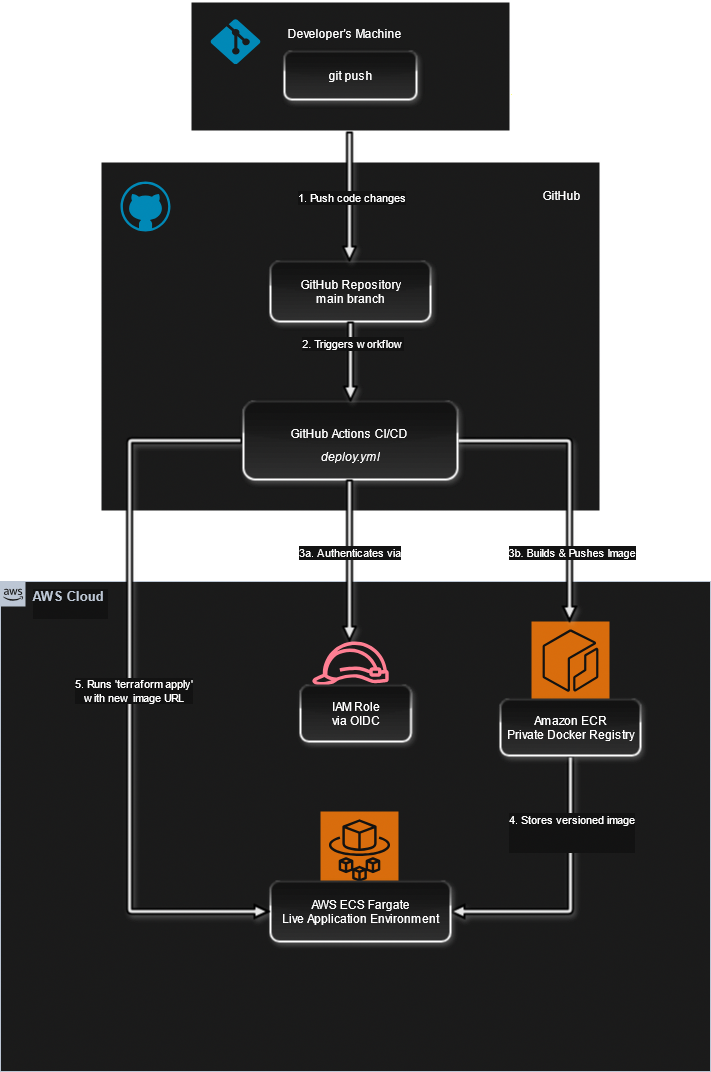 Developer's Machine
git push
1. Push code changes
GitHub
GitHub Repository
main branch
2. Triggers workflow
GitHub Actions CI/CD
deploy.yml
3a. Authenticates via
3b. Builds & Pushes Image
aws
AWS Cloud
5. Runs 'terraform apply'
with new image URL
IAM Role
via OIDC
Amazon ECR
Private Docker Registry
4. Stores versioned image
AWS ECS Fargate
Live Application Environment